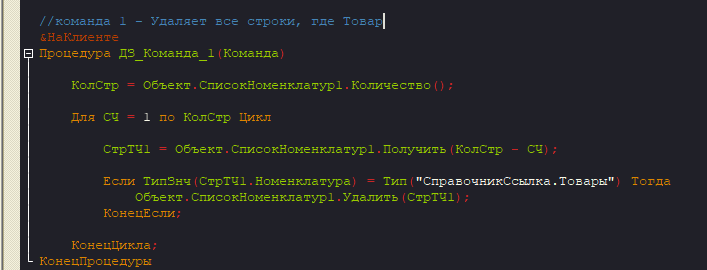 //команда 1 - Удаляет все строки, где Товар
&НаКлиенте
Процедура ДЗ_Команда_1(Команда)
КолСтр = Объект.СписокНоменклатур1.Количество();
Для СЧ = 1 по КолСтр Цикл
СтрТЧ1 = Объект.СписокНоменклатур1.Получить(КолСтр - СЧ);
Если ТипЗнч(СтрТЧ1.Номенклатура) = Тип("СправочникСсылка.Товары") Тогда
Объект.СписокНоменклатур1.Удалить(СтрТЧ1);
КонецЕсли;
КонецЦикла;
КонецПроцедуры